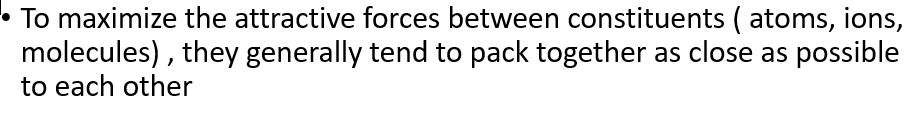 • To maximize the attractive forces between constituents ( atoms, ions,
molecules) , they generally tend to pack together as close as possible
to each other